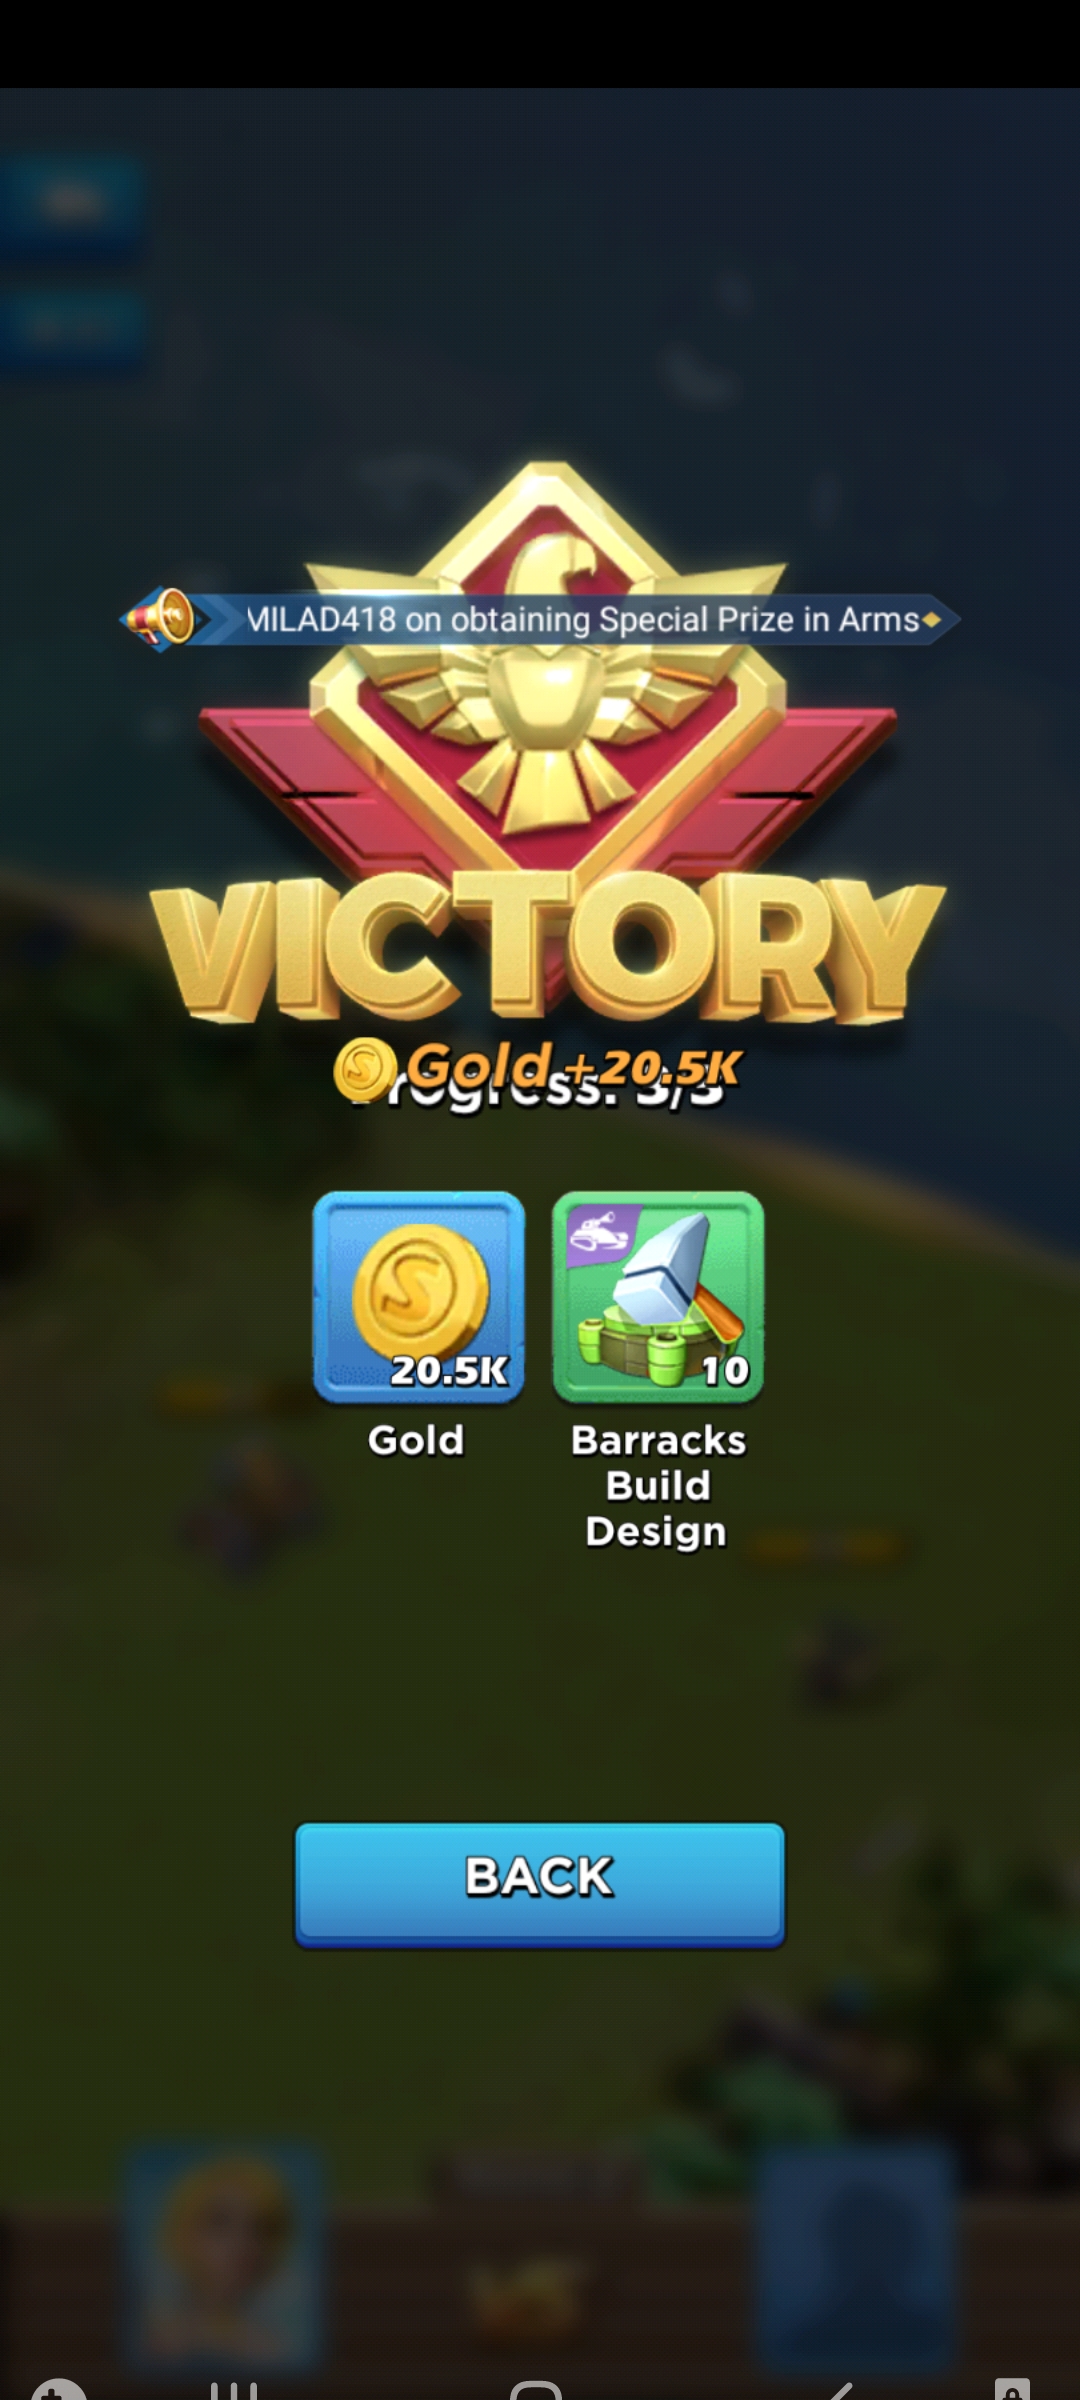 MILAD418 on obtaining Special Prize in Arms
VICTORY
Gold +20.5K
Progress: 3/3
20.5K
10
Gold
Barracks
Build
Design
BACK